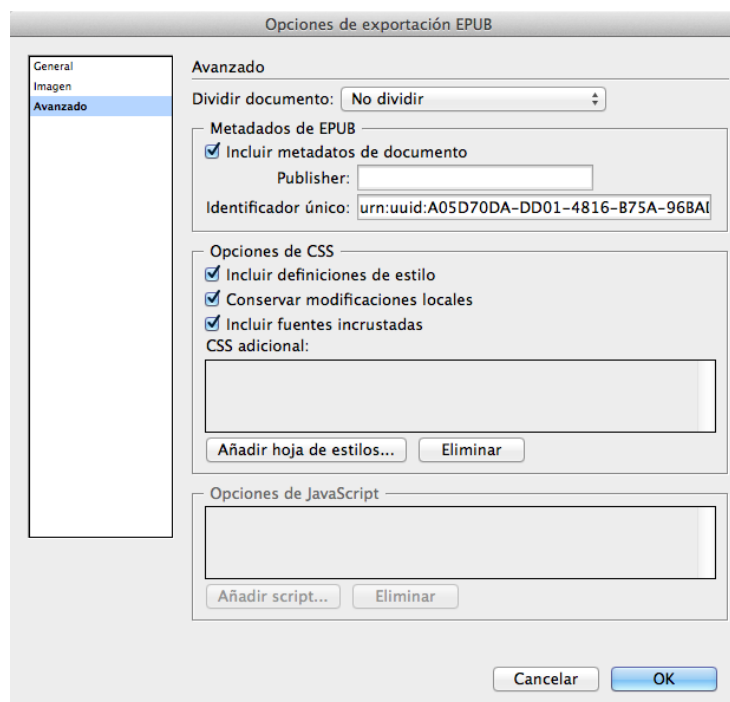 Opciones de exportación EPUB
General
Imagen
Avanzado
Avanzado
Dividir documento: No dividir
Metadados de EPUB
Incluir metadatos de documento
Publisher:
Identificador único: urn:uuid:A05D70DA-DD01-4816-B75A-96BAD
Opciones de CSS
Incluir definiciones de estilo
Conservar modificaciones locales
Incluir fuentes incrustadas
CSS adicional:
Añadir hoja de estilos... Eliminar
Opciones de JavaScript
Añadir script... Eliminar
Cancelar OK